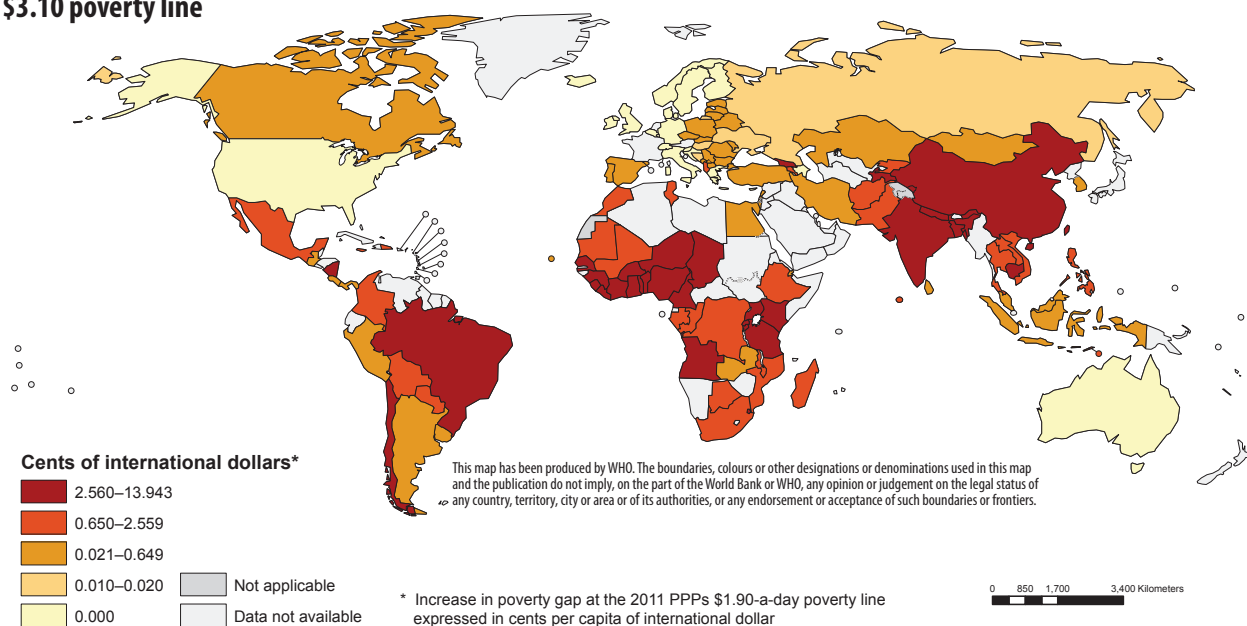 $3.10 poverty line
Cents of international dollars*
2.560–13.943
0.650–2.559
0.021–0.649
0.010–0.020
0.000
Not applicable
Data not available
This map has been produced by WHO. The boundaries, colours or other designations or denominations used in this map
and the publication do not imply, on the part of the World Bank or WHO, any opinion or judgement on the legal status of
any country, territory, city or area or of its authorities, or any endorsement or acceptance of such boundaries or frontiers.
* Increase in poverty gap at the 2011 PPPs $1.90-a-day poverty line
expressed in cents per capita of international dollar
0 850 1,700 3,400 Kilometers